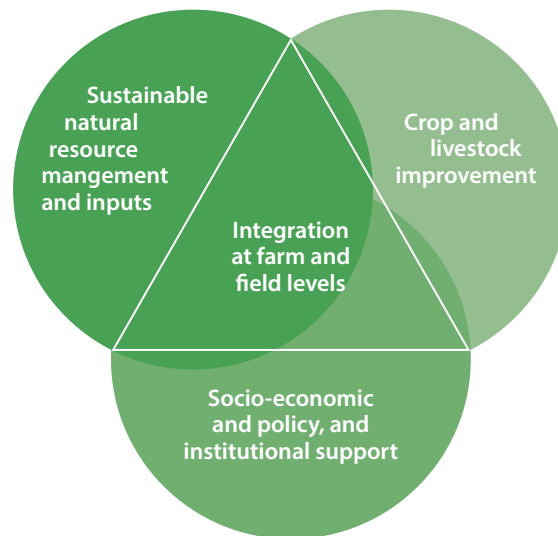 Sustainable
natural
resource
mangement
and inputs
Crop and
livestock
improvement
Integration
at farm and
field levels
Socio-economic
and policy, and
institutional support